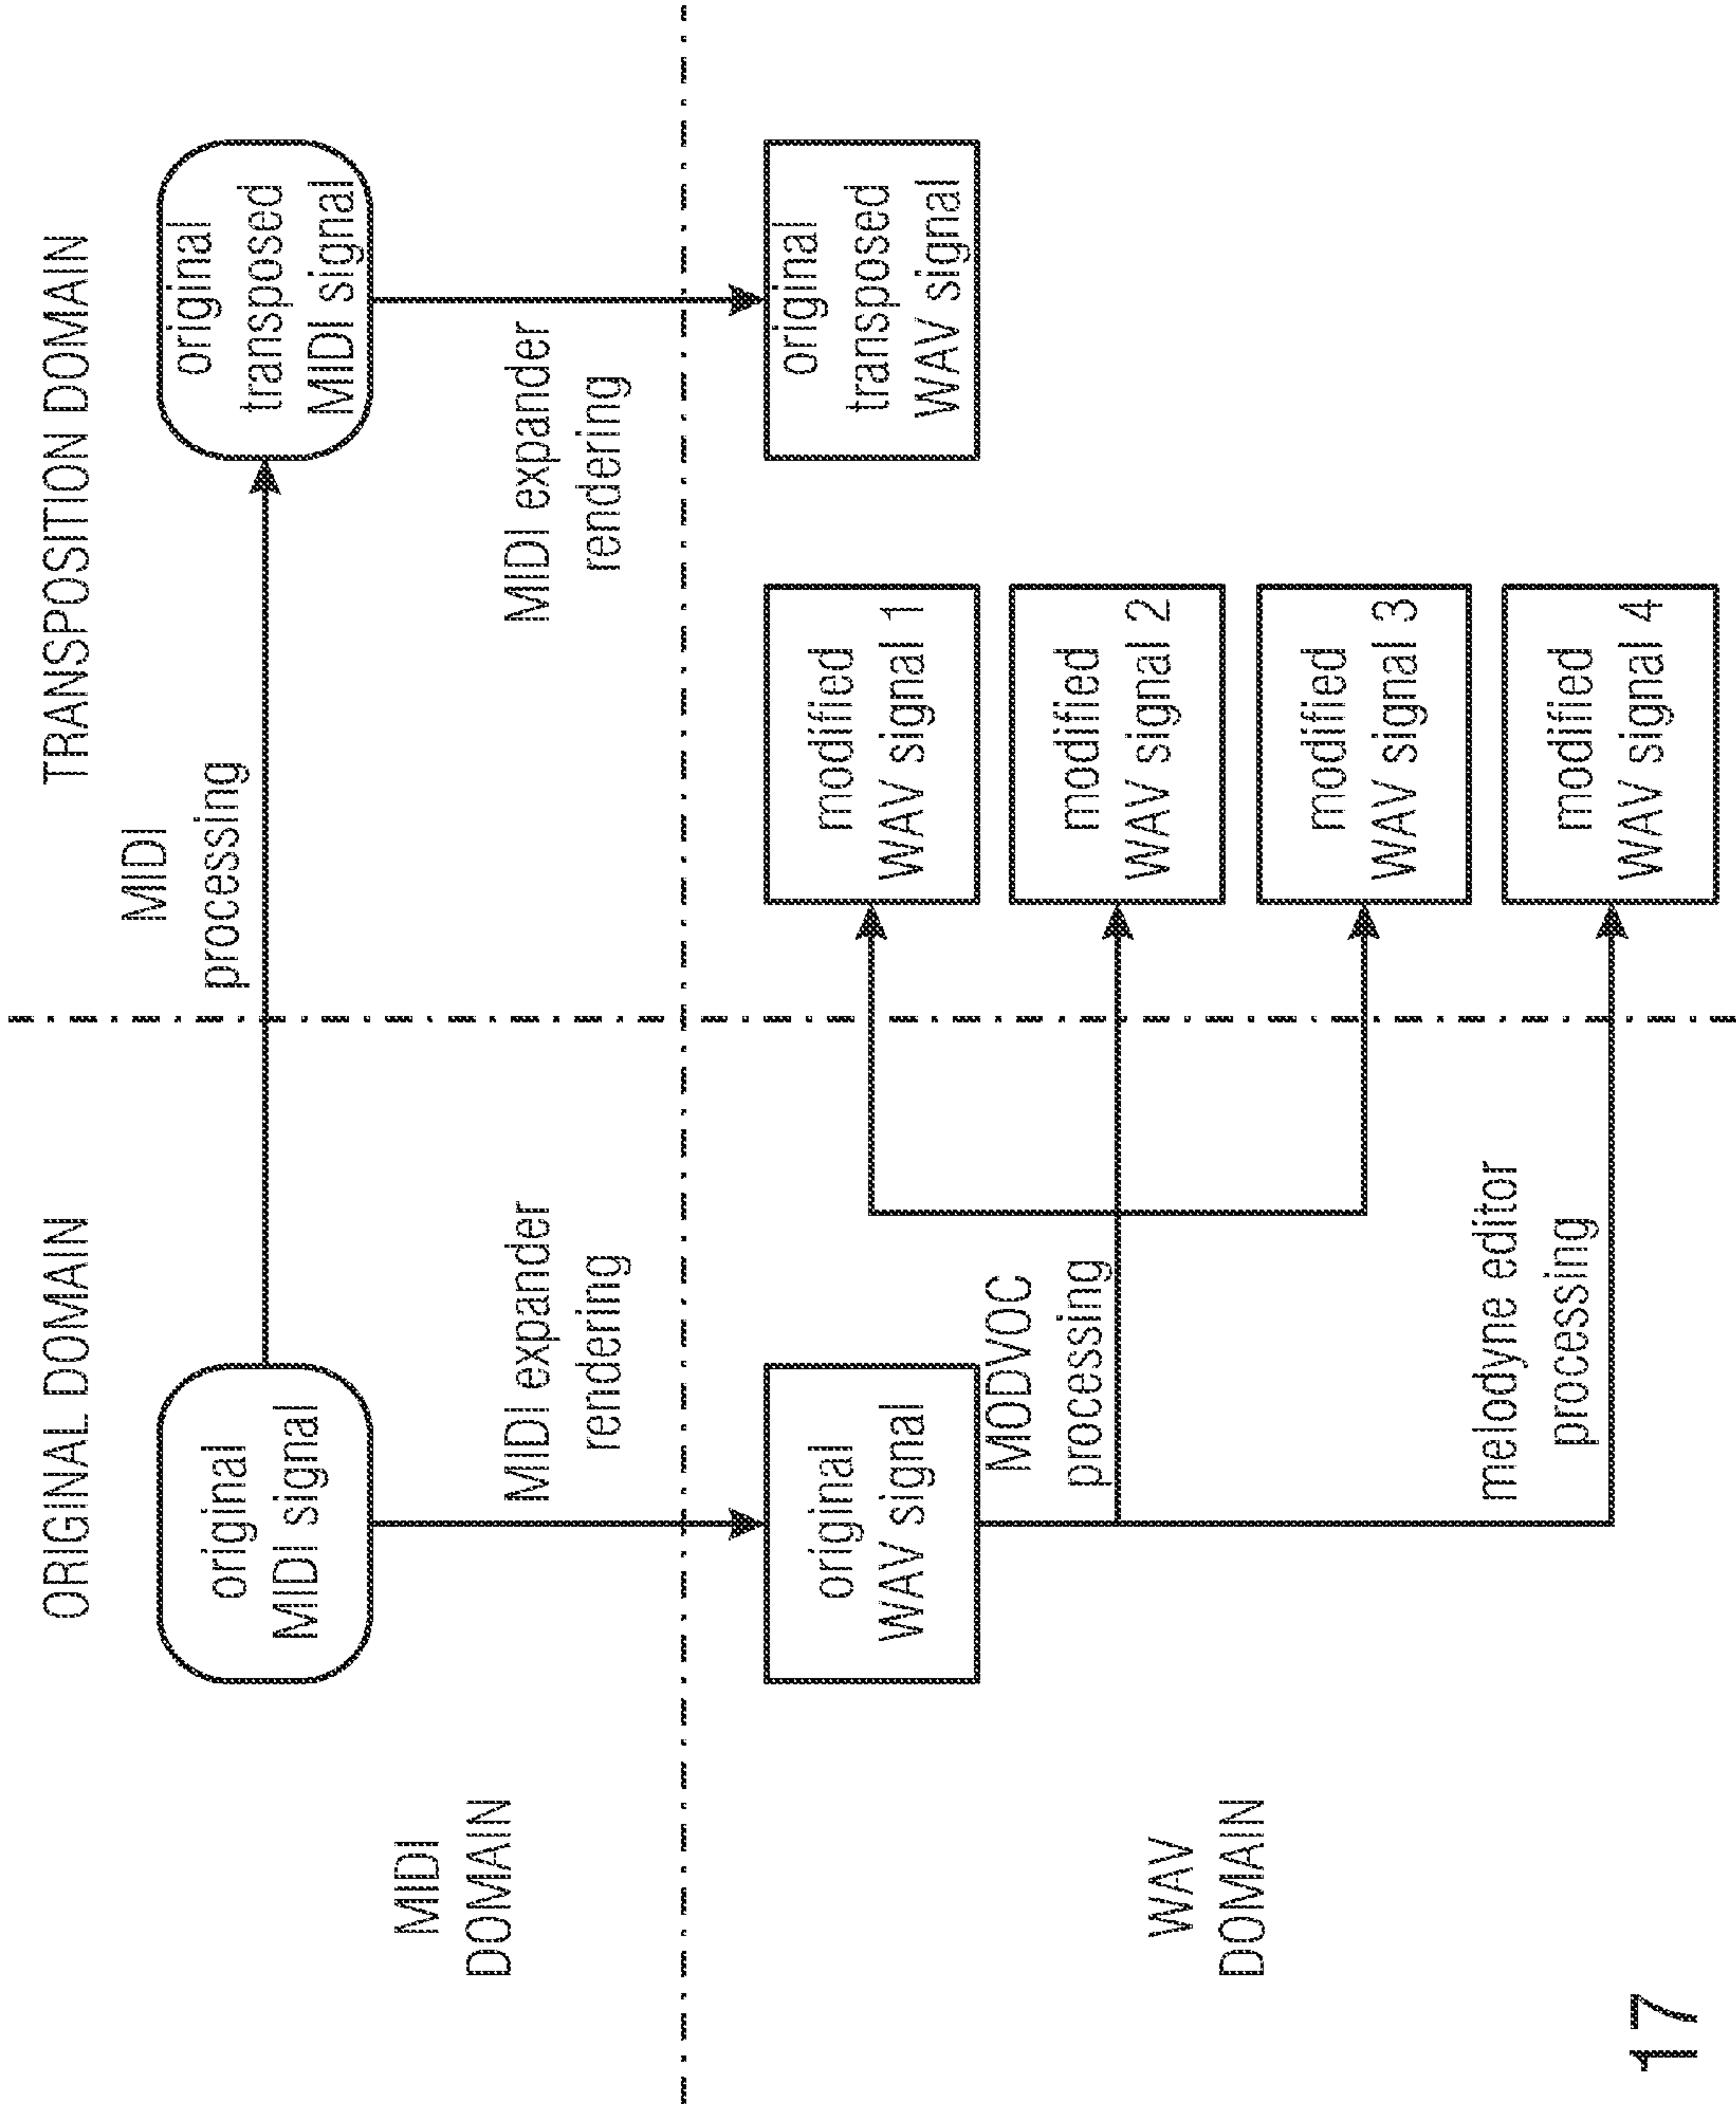 ORIGINAL DOMAIN
TRANSPOSITION DOMAIN
MIDI
processing
original
MIDI signal
original
transposed
MIDI signal
MIDI
DOMAIN
MIDI expander
rendering
MIDI expander
rendering
original
WAV signal
modified
WAV signal 1
original
transposed
WAV signal
MODVOC
processing
modified
WAV signal 2
WAV
DOMAIN
modified
WAV signal 3
melodyne editor
processing
modified
WAV signal 4
17